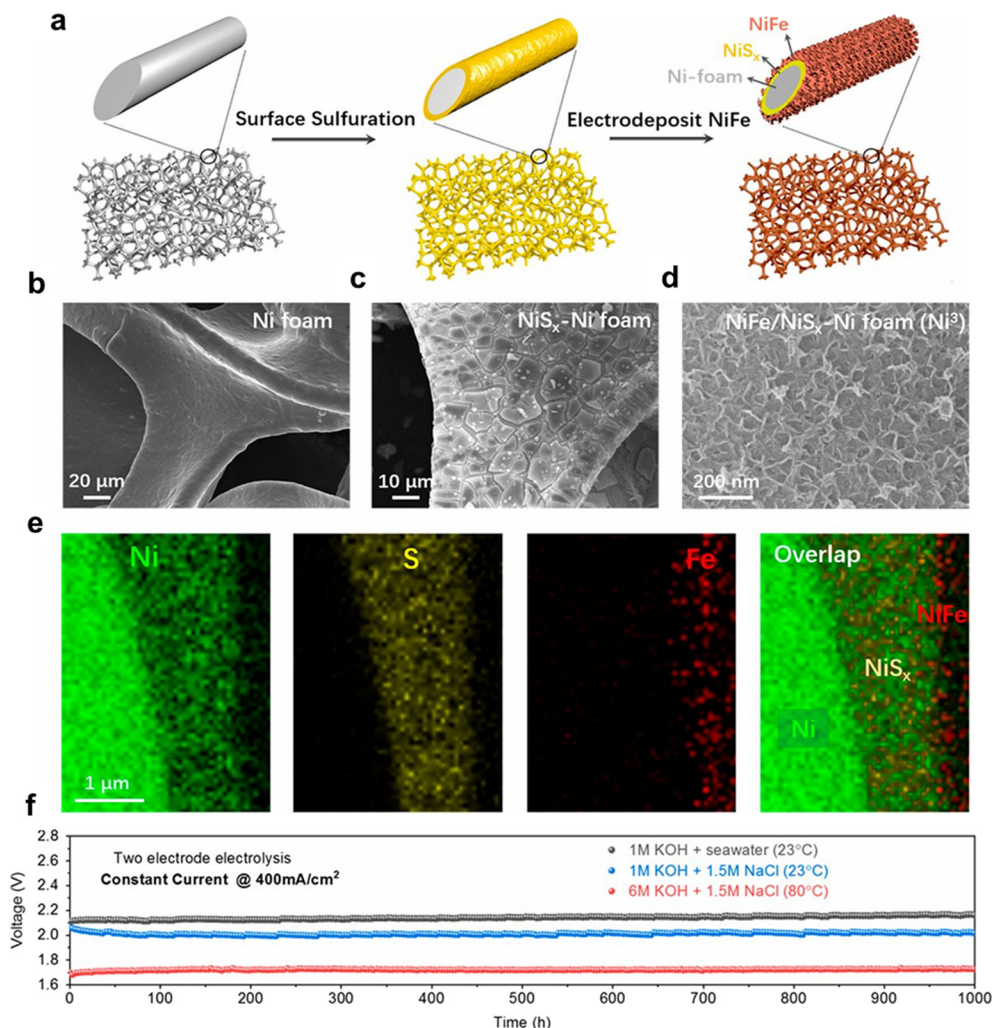 a
NiFe
NiSₓ
Ni-foam
Surface Sulfuration
Electrodeposit NiFe
b
c
d
Ni foam
NiSₓ-Ni foam
NiFe/NiSₓ-Ni foam (Ni³)
20 μm
10 μm
200 nm
e
Ni
S
Fe
Overlap
NiFe
NiSₓ
Ni
1 μm
f
2.8
2.6
2.4
2.2
2.0
1.8
1.6
Voltage (V)
Two electrode electrolysis
Constant Current @ 400mA/cm²
1M KOH + seawater (23°C)
1M KOH + 1.5M NaCl (23°C)
6M KOH + 1.5M NaCl (80°C)
0 100 200 300 400 500 600 700 800 900 1000
Time (h)